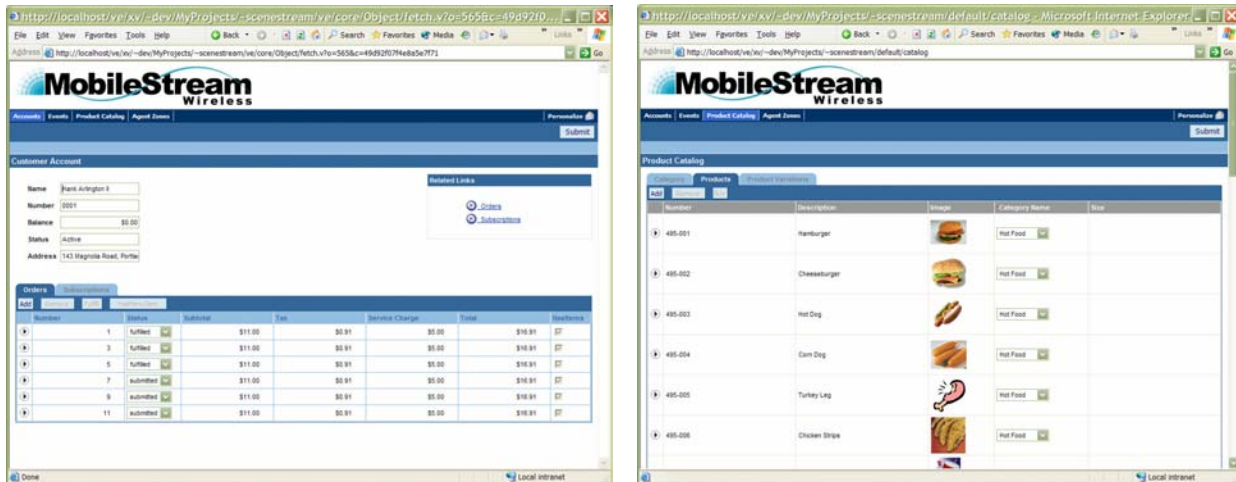 http://localhost/ve/xv/~dev/MyProjects/~scenestream/ve/core/Object/fetch.v?o=565&c=49d92f0...
File Edit View Favorites Tools Help Back Search Favorites Media Links
Address http://localhost/ve/xv/~dev/MyProjects/~scenestream/ve/core/Object/fetch.v?o=565&c=49d92f07f4e8a5e7f71 Go
MobileStream
Wireless
Accounts Events Product Catalog Agent Zones Personalize
Submit
Customer Account
Name Hank Arlington II
Number 0001
Balance $0.00
Status Active
Address 143 Magnolia Road, Portla
Related Links
Orders
Subscriptions
Orders Subscriptions
Add Remove Fulfill
Number Status Subtotal Tax Service Charge Total
1 fulfilled $11.00 $0.91 $5.00 $16.91
3 fulfilled $11.00 $0.91 $5.00 $16.91
5 fulfilled $11.00 $0.91 $5.00 $16.91
7 submitted $11.00 $0.91 $5.00 $16.91
9 submitted $11.00 $0.91 $5.00 $16.91
11 submitted $11.00 $0.91 $5.00 $16.91
Done Local intranet
http://localhost/ve/xv/~dev/MyProjects/~scenestream/default/catalog - Microsoft Internet Explorer
File Edit View Favorites Tools Help Back Search Favorites Media Links
Address http://localhost/ve/xv/~dev/MyProjects/~scenestream/default/catalog Go
MobileStream
Wireless
Accounts Events Product Catalog Agent Zones Personalize
Submit
Product Catalog
Category Products Product Variations
Add Remove
Number Description Image Category Name Size
495-001 Hamburger Hot Food
495-002 Cheeseburger Hot Food
495-003 Hot Dog Hot Food
495-004 Corn Dog Hot Food
495-005 Turkey Leg Hot Food
495-006 Chicken Strips Hot Food
Local intranet